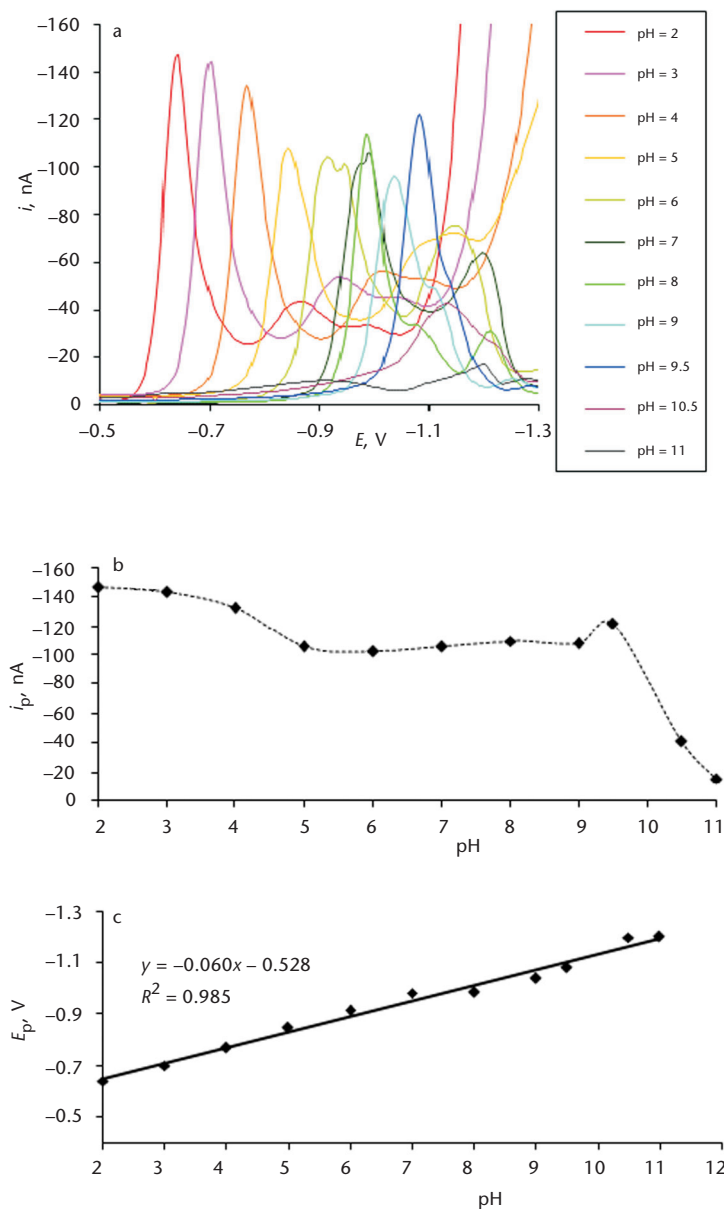 a
–160
–140
–120
–100
–80
–60
–40
–20
0
i, nA
–0.5 –0.7 –0.9 –1.1 –1.3
E, V
pH = 2
pH = 3
pH = 4
pH = 5
pH = 6
pH = 7
pH = 8
pH = 9
pH = 9.5
pH = 10.5
pH = 11
b
–160
–140
–120
–100
–80
–60
–40
–20
0
ip, nA
2 3 4 5 6 7 8 9 10 11
pH
c
–1.3
–1.1
–0.9
–0.7
–0.5
Ep, V
y = –0.060x – 0.528
R² = 0.985
2 3 4 5 6 7 8 9 10 11 12
pH